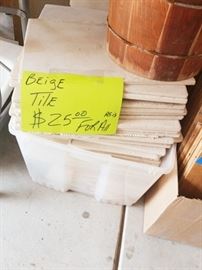 BEIGE
TILE
$25.00
FOR All